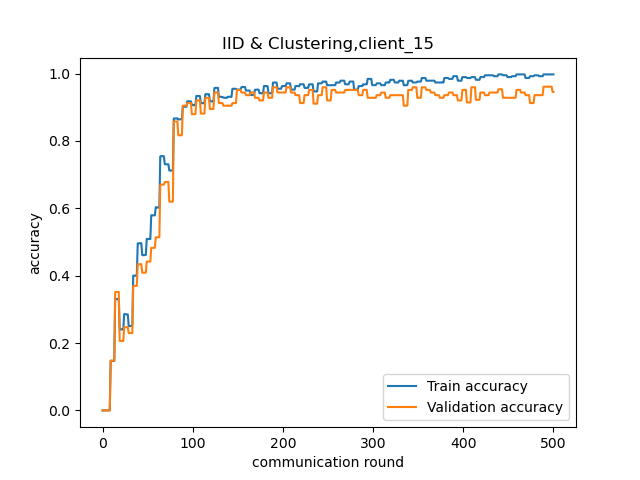 IID & Clustering,client_15
1.0
0.8
0.6
0.4
0.2
0.0
accuracy
Train accuracy
Validation accuracy
0 100 200 300 400 500
communication round